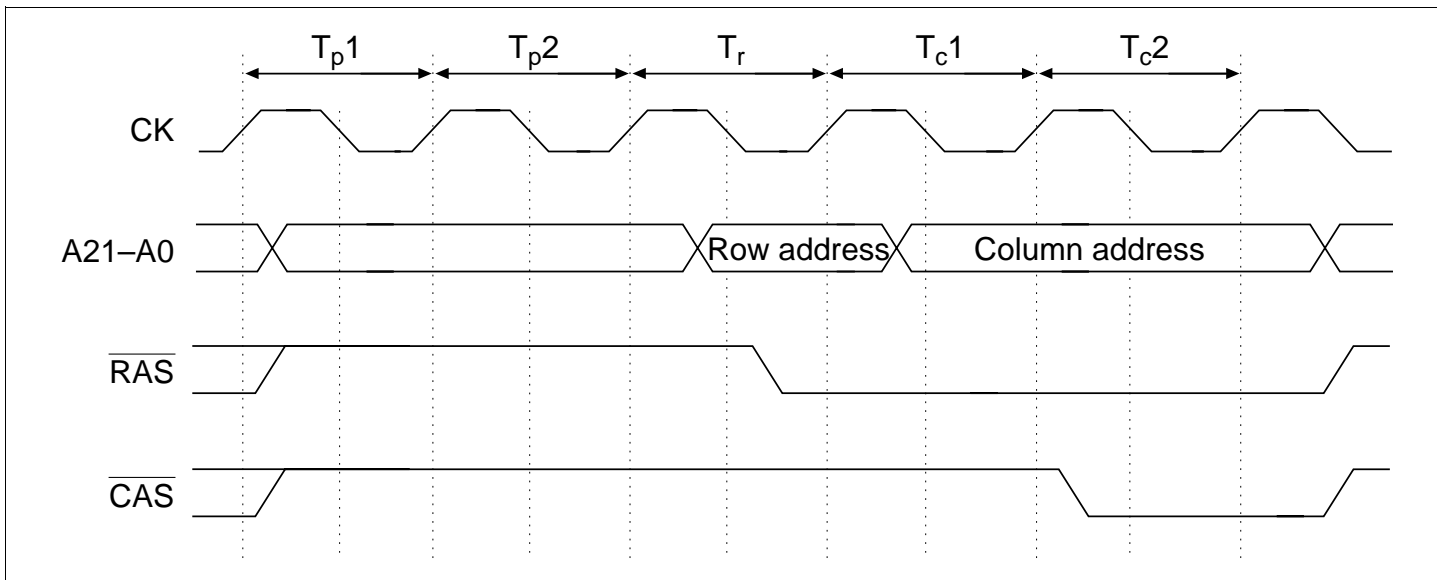 Tp1 Tp2 Tr Tc1 Tc2
CK
A21–A0 Row address Column address
RAS
CAS